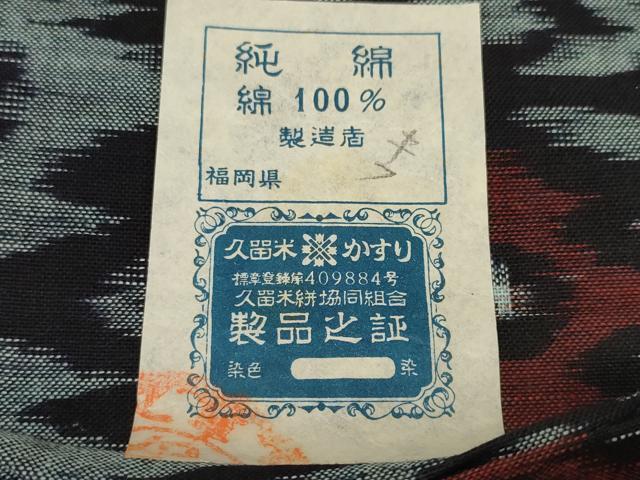 純綿
綿 100%
製造者
福岡県
久留米 かすり
標章登録第409884号
久留米絣協同組合
製品之証
染色 染